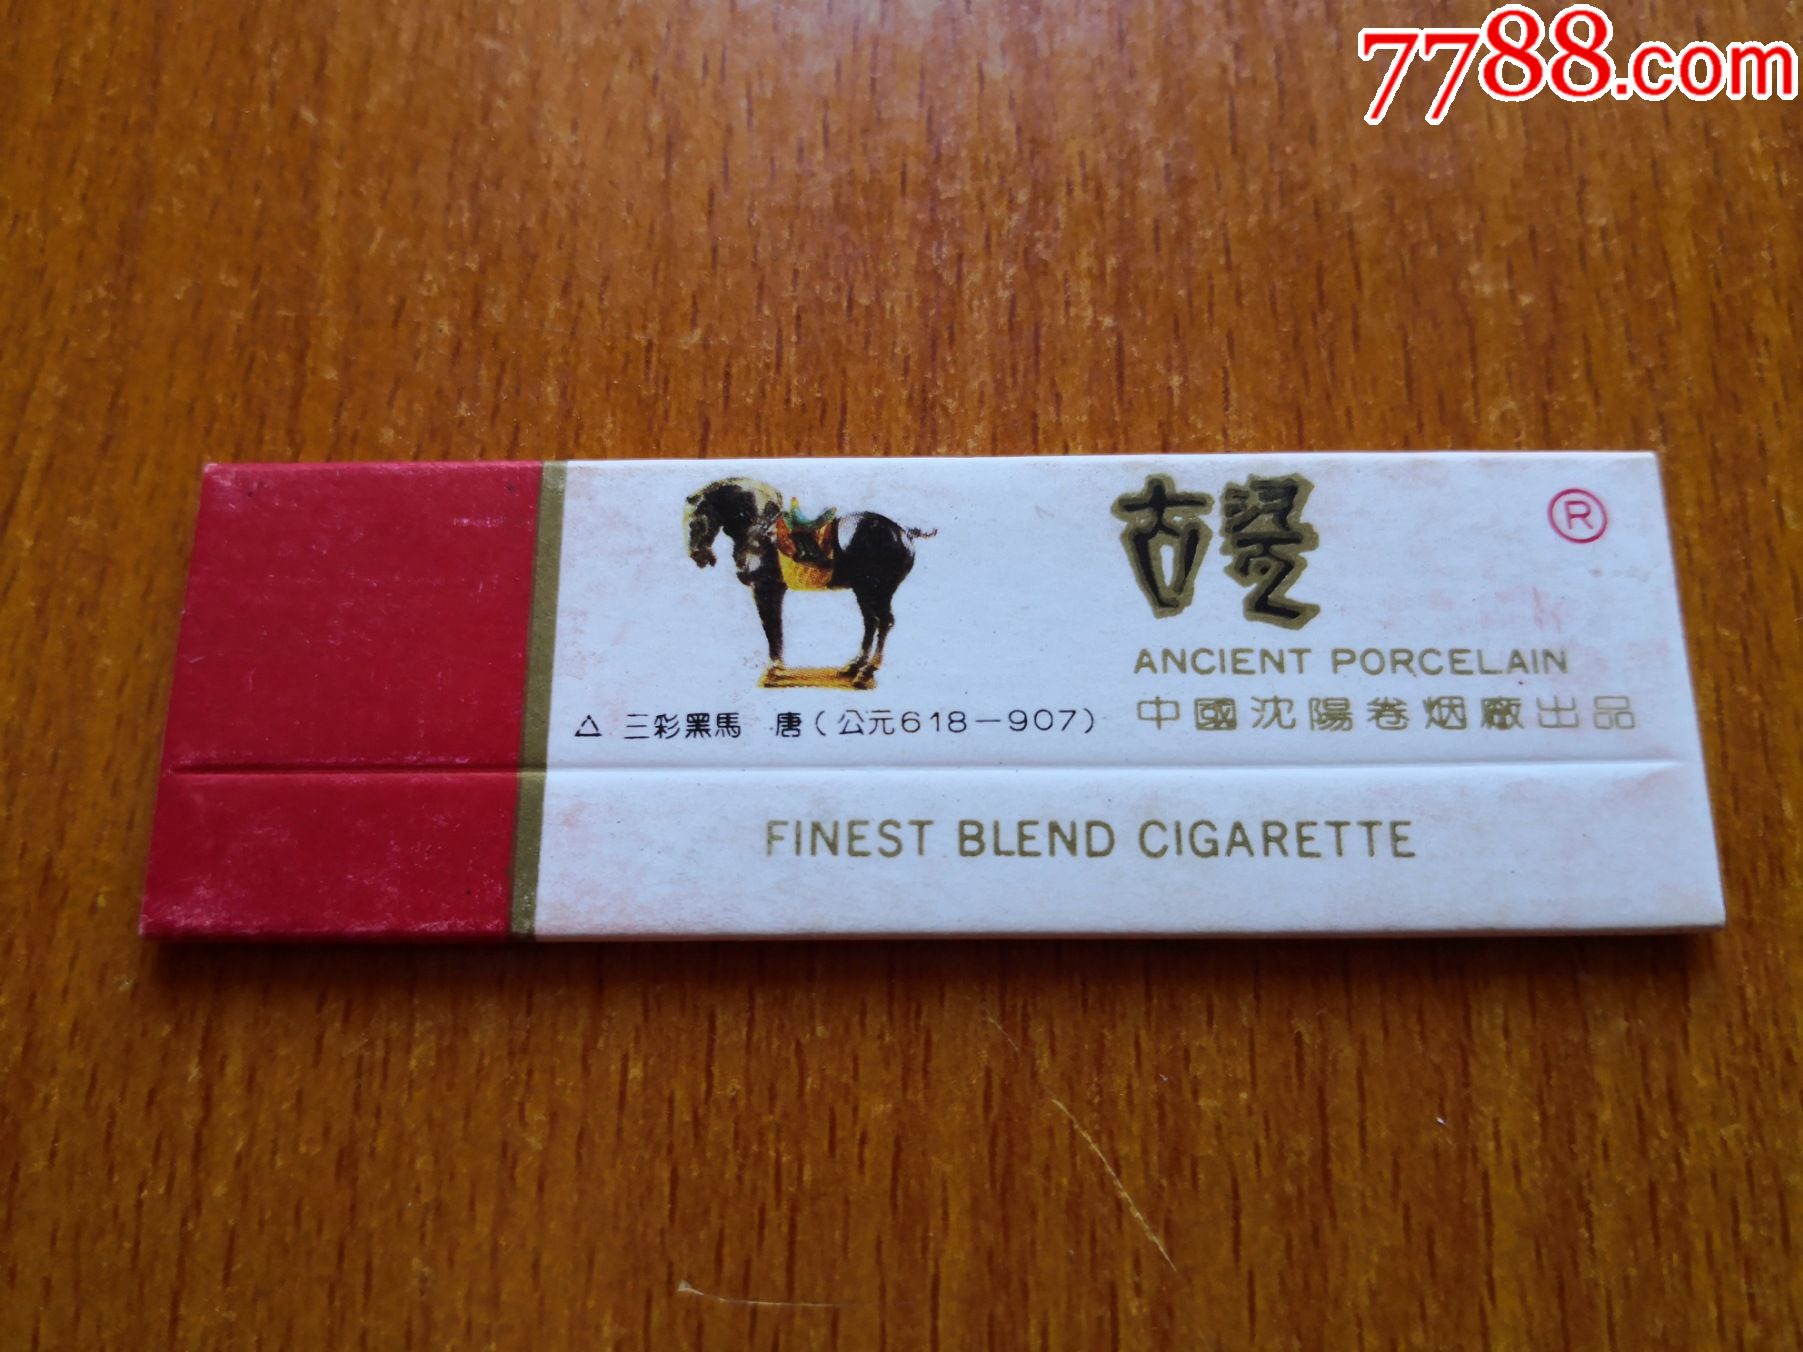 7788.com
古瓷 ®
ANCIENT PORCELAIN
△ 三彩黑馬 唐(公元618－907)
中國沈陽卷烟廠出品
FINEST BLEND CIGARETTE